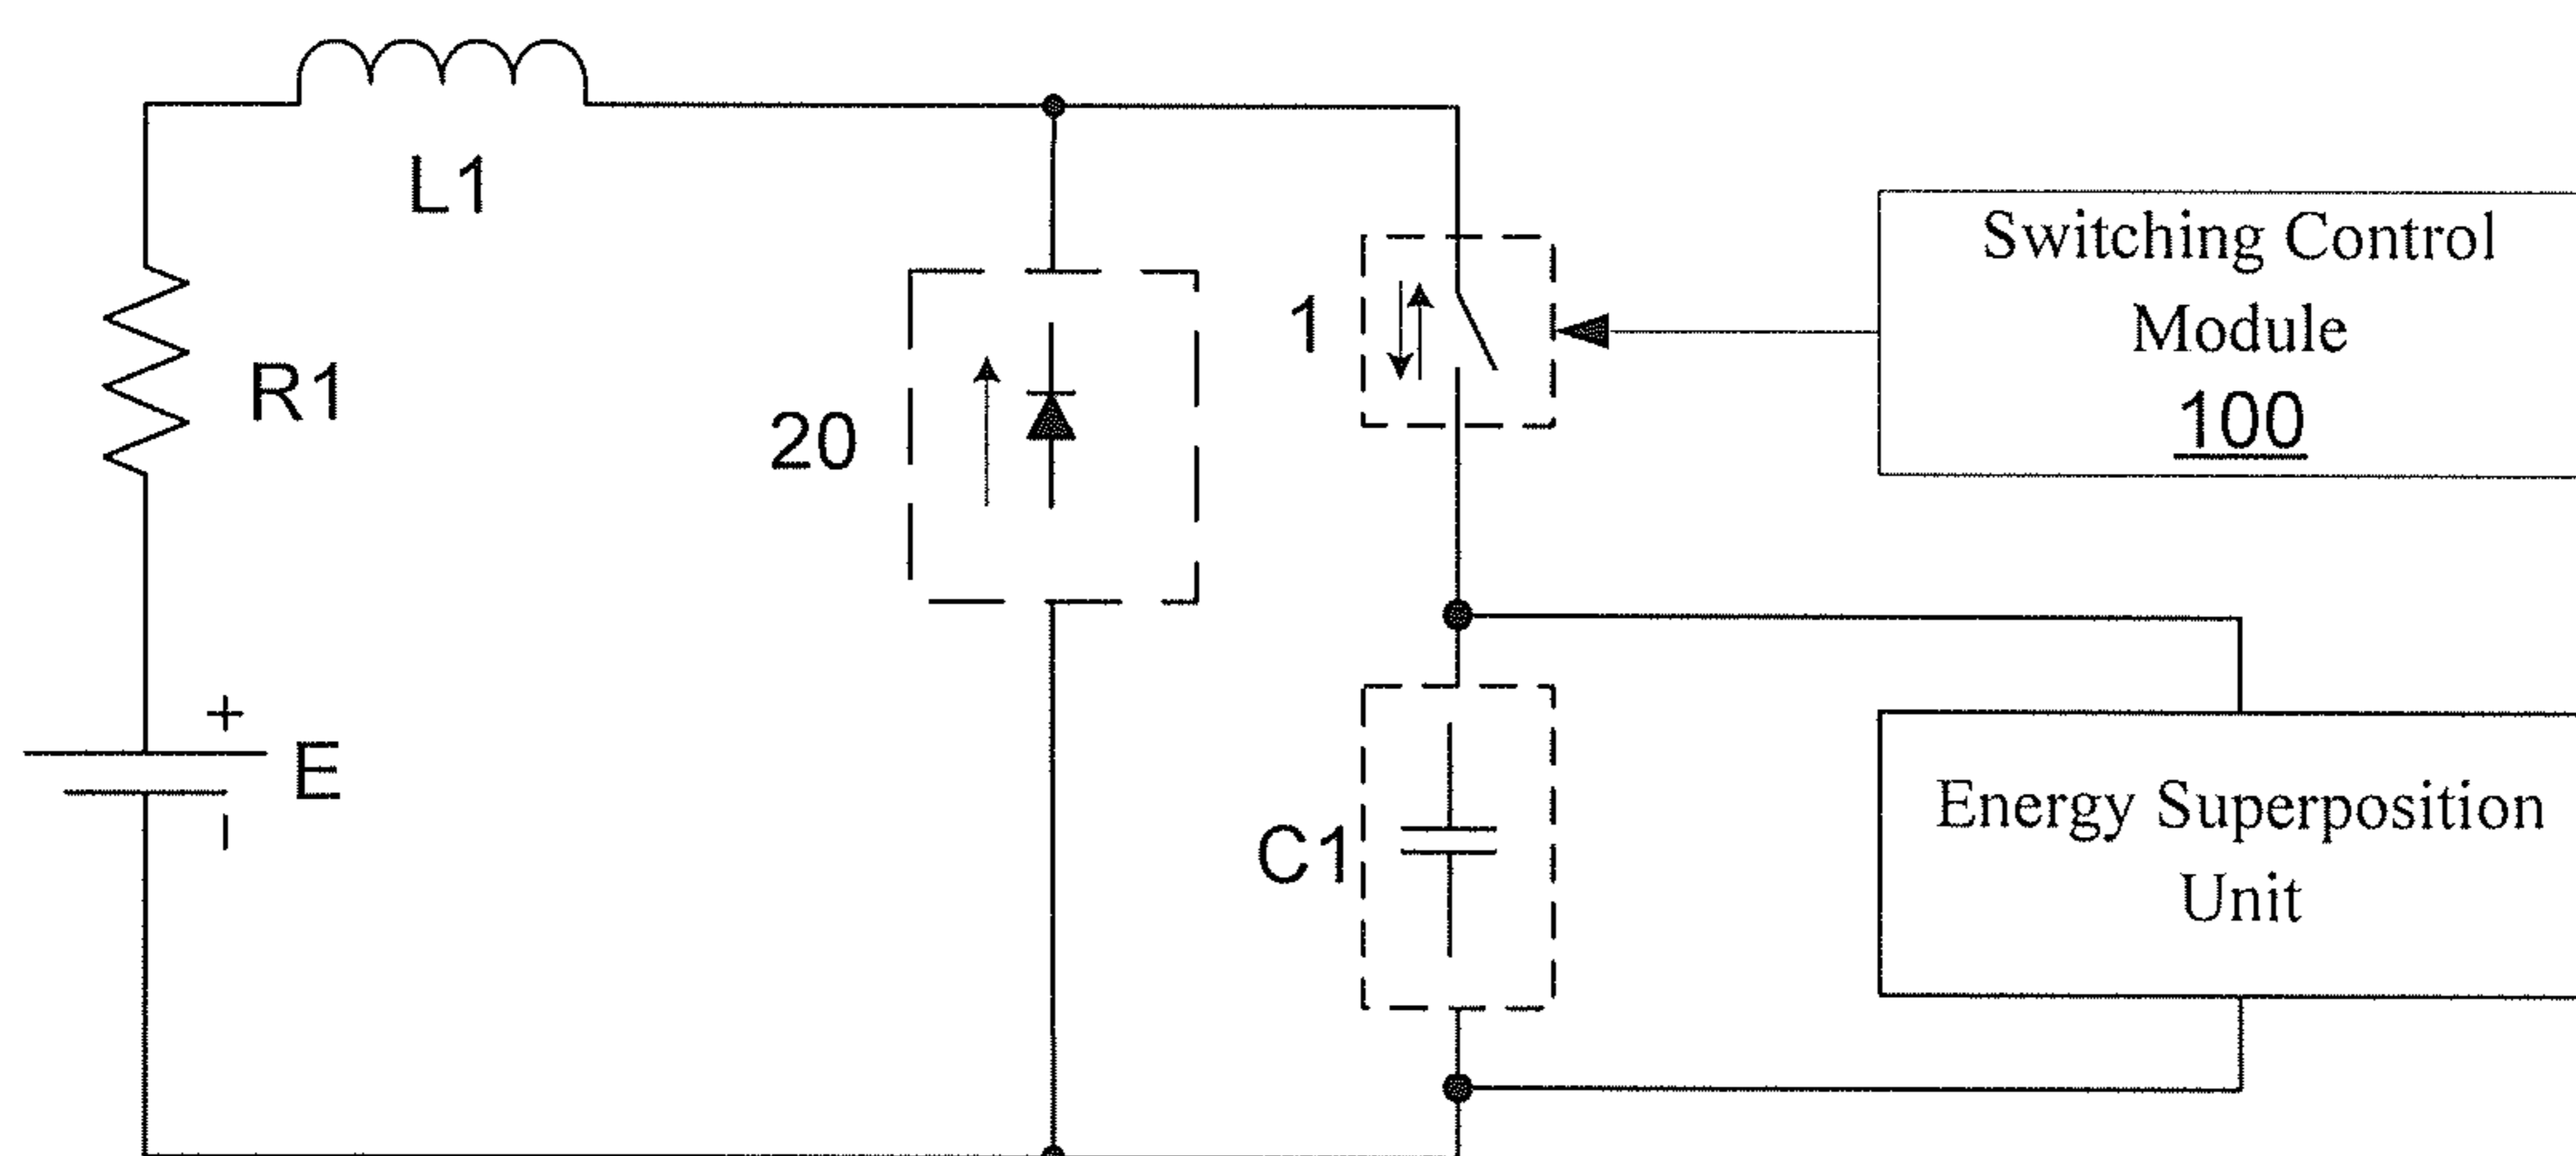 L1
R1
20
1
Switching Control
Module
100
+
E
-
C1
Energy Superposition
Unit